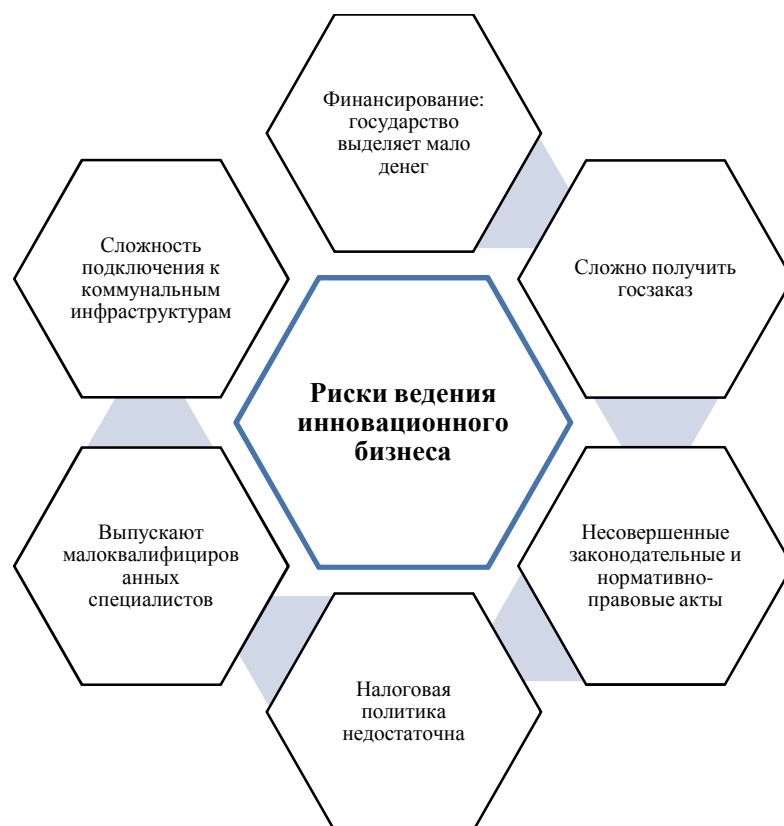 Финансирование:
государство
выделяет мало
денег
Сложно получить
госзаказ
Несовершенные
законодательные и
нормативно-
правовые акты
Налоговая
политика
недостаточна
Выпускают
малоквалифициров
анных
специалистов
Сложность
подключения к
коммунальным
инфраструктурам
Риски ведения
инновационного
бизнеса